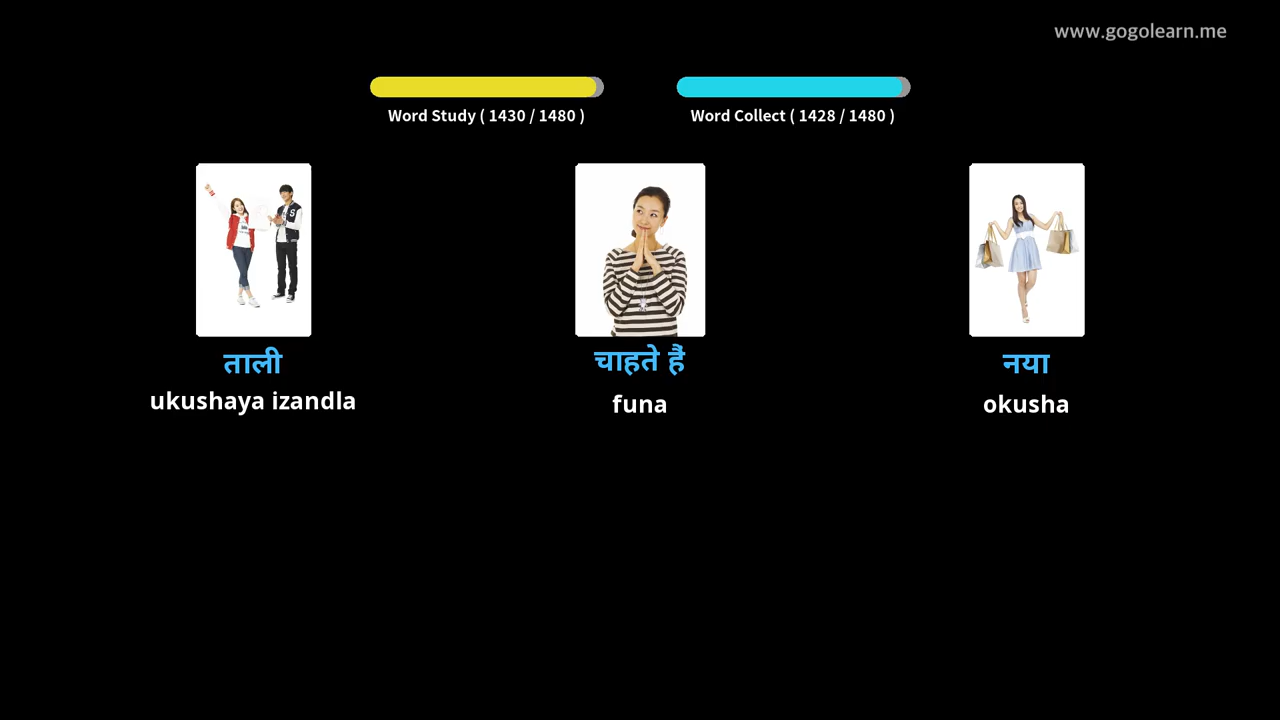 www.gogolearn.me
Word Study ( 1430 / 1480 )
Word Collect ( 1428 / 1480 )
ताली
चाहते हैं
नया
ukushaya izandla
funa
okusha